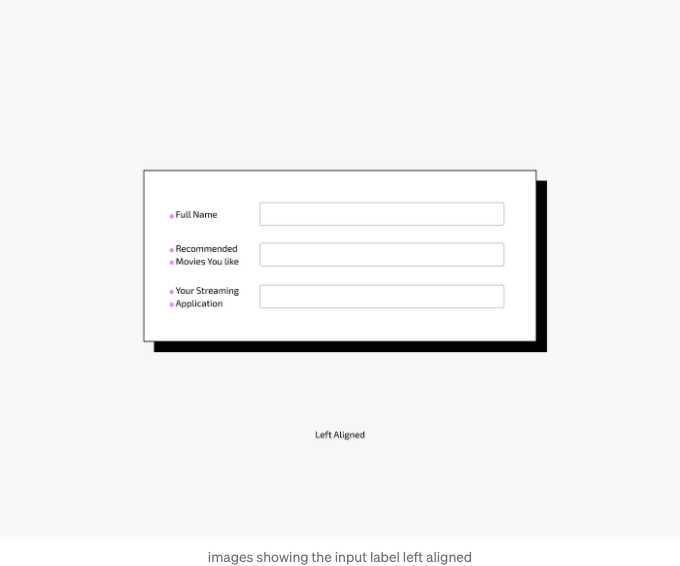 Full Name
Recommended
Movies You like
Your Streaming
Application
Left Aligned
images showing the input label left aligned